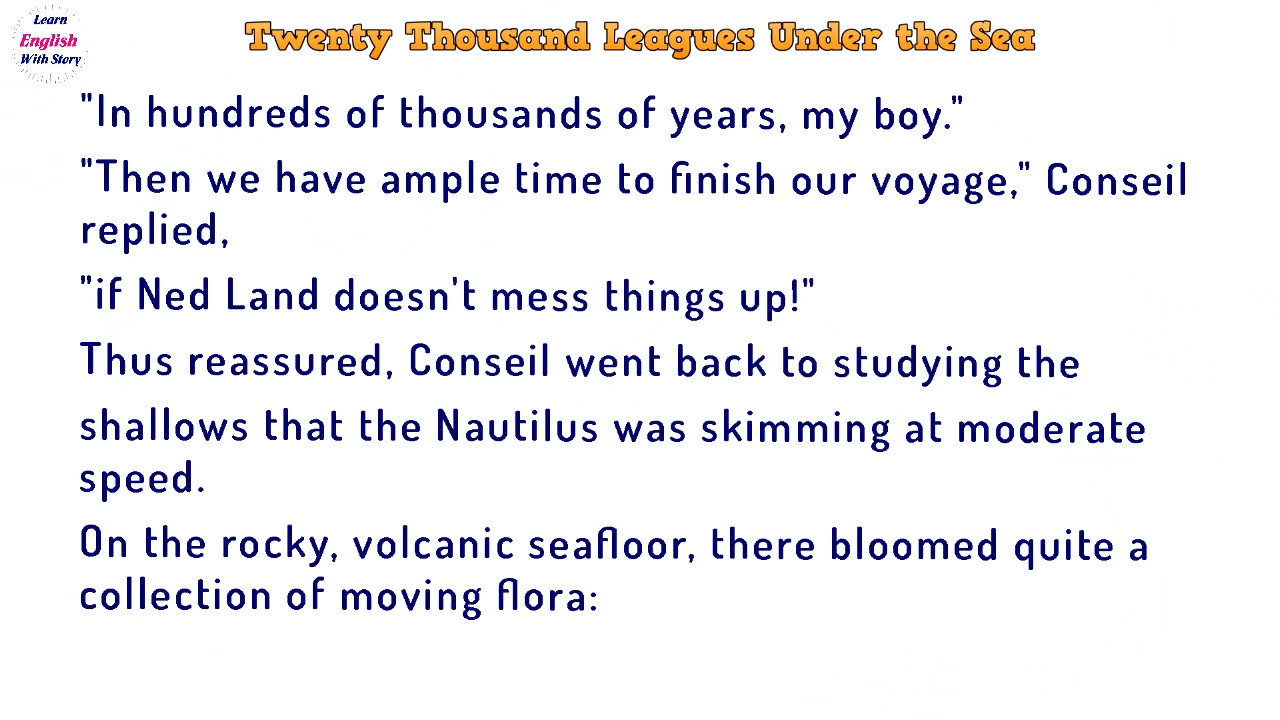 Learn
English
With Story
Twenty Thousand Leagues Under the Sea
"In hundreds of thousands of years, my boy."
"Then we have ample time to finish our voyage," Conseil
replied,
"if Ned Land doesn't mess things up!"
Thus reassured, Conseil went back to studying the
shallows that the Nautilus was skimming at moderate
speed.
On the rocky, volcanic seafloor, there bloomed quite a
collection of moving flora: